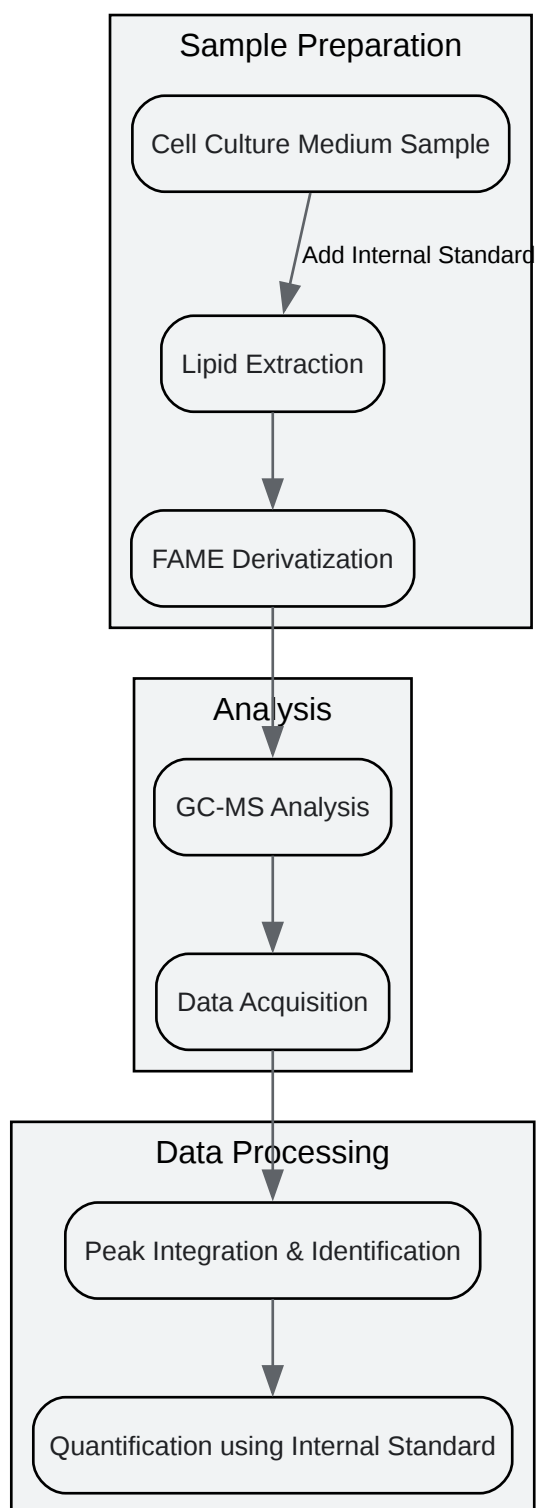 Sample Preparation
Cell Culture Medium Sample
Add Internal Standard
Lipid Extraction
FAME Derivatization
Analysis
GC-MS Analysis
Data Acquisition
Data Processing
Peak Integration & Identification
Quantification using Internal Standard